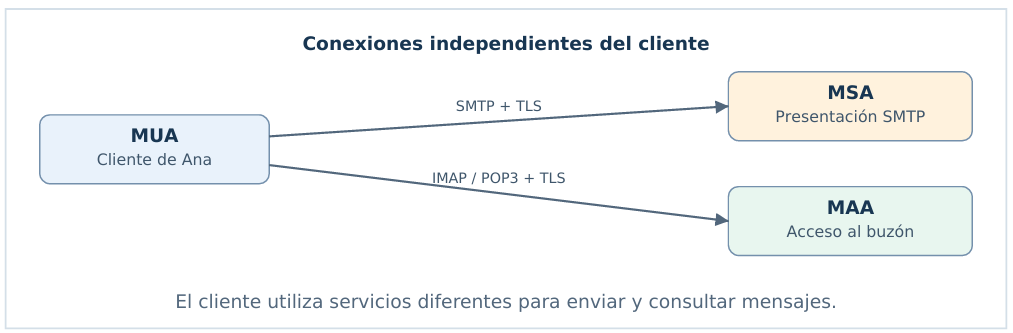 Conexiones independientes del cliente
MSA
Presentación SMTP
SMTP + TLS
MUA
Cliente de Ana
IMAP / POP3 + TLS
MAA
Acceso al buzón
El cliente utiliza servicios diferentes para enviar y consultar mensajes.